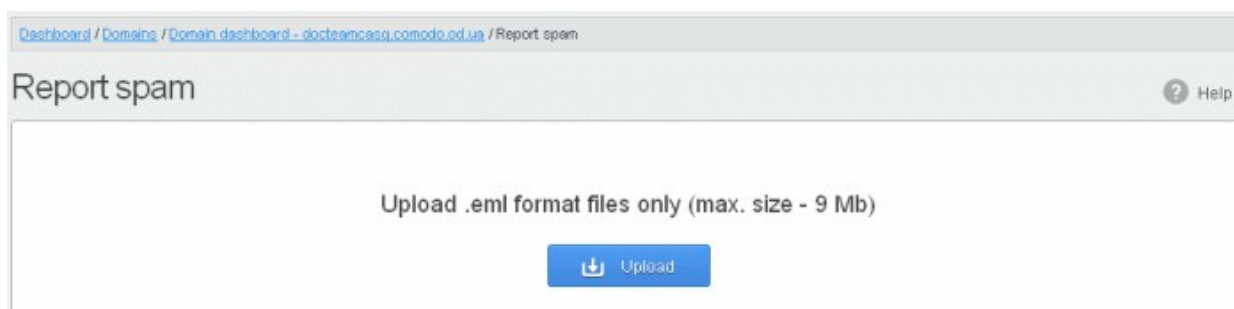 Dashboard / Domains / Domain dashboard - docteamcasg.comodo.od.ua / Report spam
Report spam
? Help
Upload .eml format files only (max. size - 9 Mb)
Upload